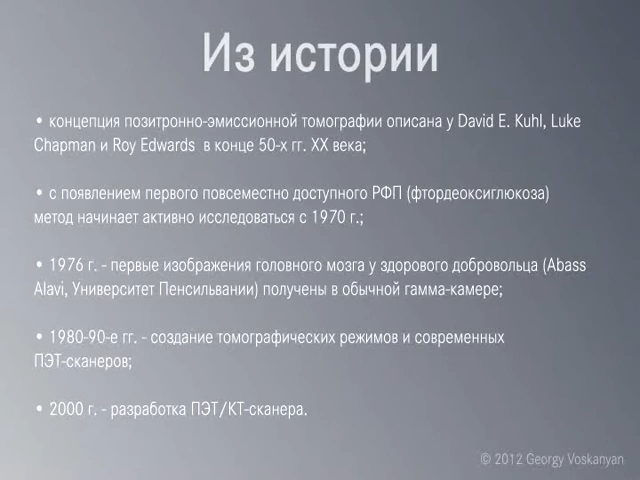 Из истории
• концепция позитронно-эмиссионной томографии описана у David E. Kuhl, Luke
Chapman и Roy Edwards в конце 50-х гг. XX века;
• с появлением первого повсеместно доступного РФП (фтордеоксиглюкоза)
метод начинает активно исследоваться с 1970 г.;
• 1976 г. - первые изображения головного мозга у здорового добровольца (Abass
Alavi, Университет Пенсильвании) получены в обычной гамма-камере;
• 1980-90-е гг. - создание томографических режимов и современных
ПЭТ-сканеров;
• 2000 г. - разработка ПЭТ/КТ-сканера.
© 2012 Georgy Voskanyan